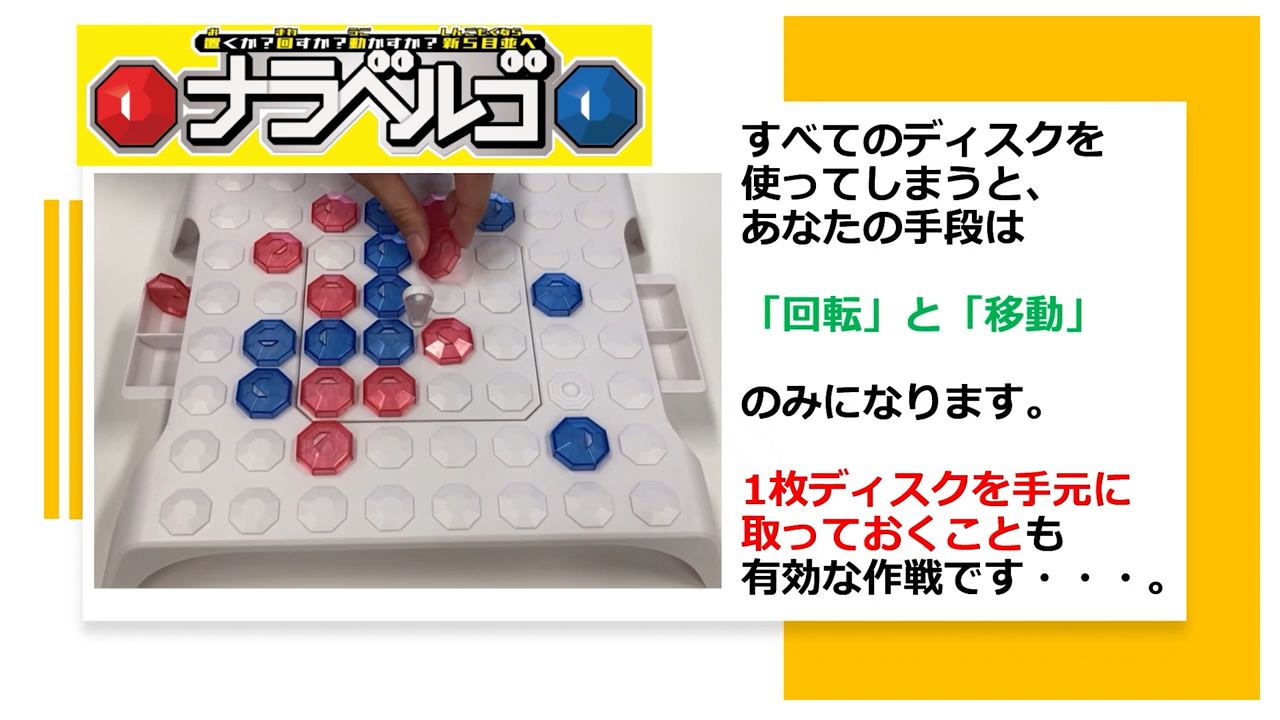 置くか?回すか?動かすか?新5目並べ
ナラベルゴ
すべてのディスクを
使ってしまうと、
あなたの手段は
「回転」と「移動」
のみになります。
1枚ディスクを手元に
取っておくことも
有効な作戦です・・・。